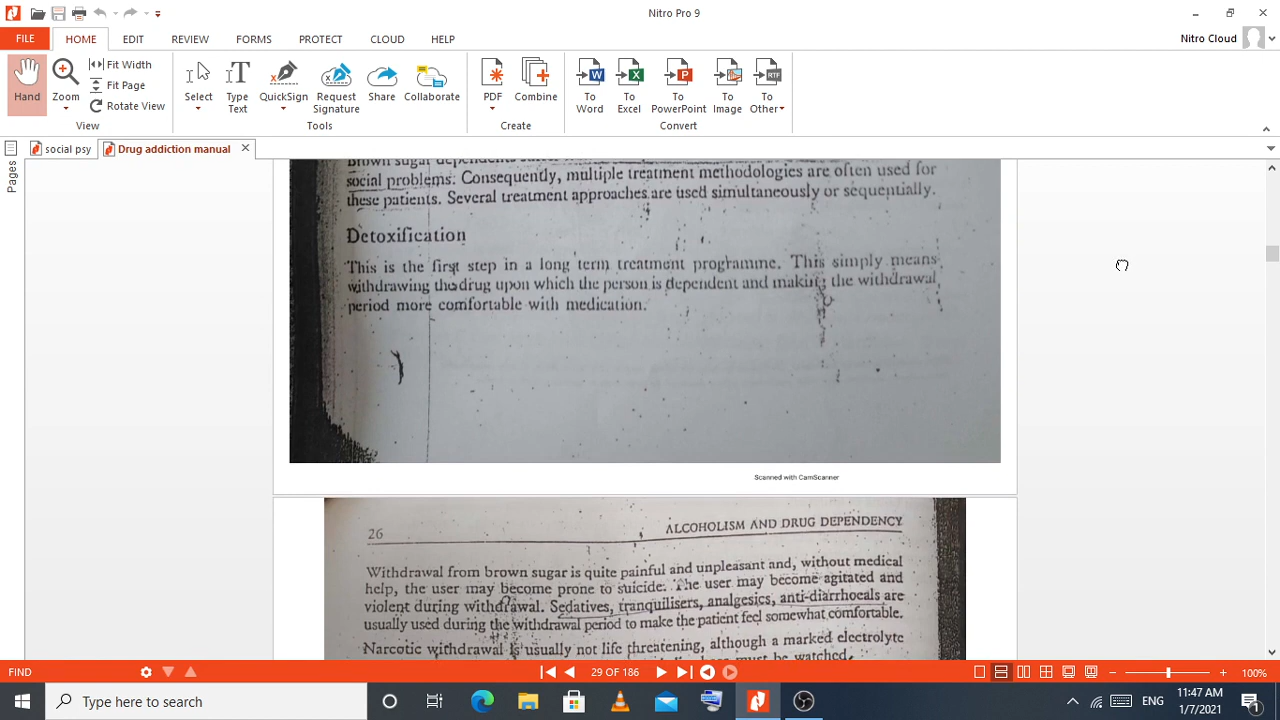 Nitro Pro 9
FILE HOME EDIT REVIEW FORMS PROTECT CLOUD HELP Nitro Cloud
Hand Zoom Fit Width Fit Page Rotate View Select Type Text QuickSign Request Signature Share Collaborate PDF Combine To Word To Excel To PowerPoint To Image To Other
View Tools Create Convert
social psy Drug addiction manual
Pages
Brown sugar dependents
social problems. Consequently, multiple treatment methodologies are often used for
these patients. Several treatment approaches are used simultaneously or sequentially.
Detoxification
This is the first step in a long term treatment programme. This simply means
withdrawing the drug upon which the person is dependent and making the withdrawal
period more comfortable with medication.
Scanned with CamScanner
26 ALCOHOLISM AND DRUG DEPENDENCY
Withdrawal from brown sugar is quite painful and unpleasant and, without medical
help, the user may become prone to suicide. The user may become agitated and
violent during withdrawal. Sedatives, tranquilisers, analgesics, anti-diarrhoeals are
usually used during the withdrawal period to make the patient feel somewhat comfortable.
Narcotic withdrawal is usually not life threatening, although a marked electrolyte
must be watched.
FIND 29 OF 186 100%
Type here to search ENG 11:47 AM
1/7/2021